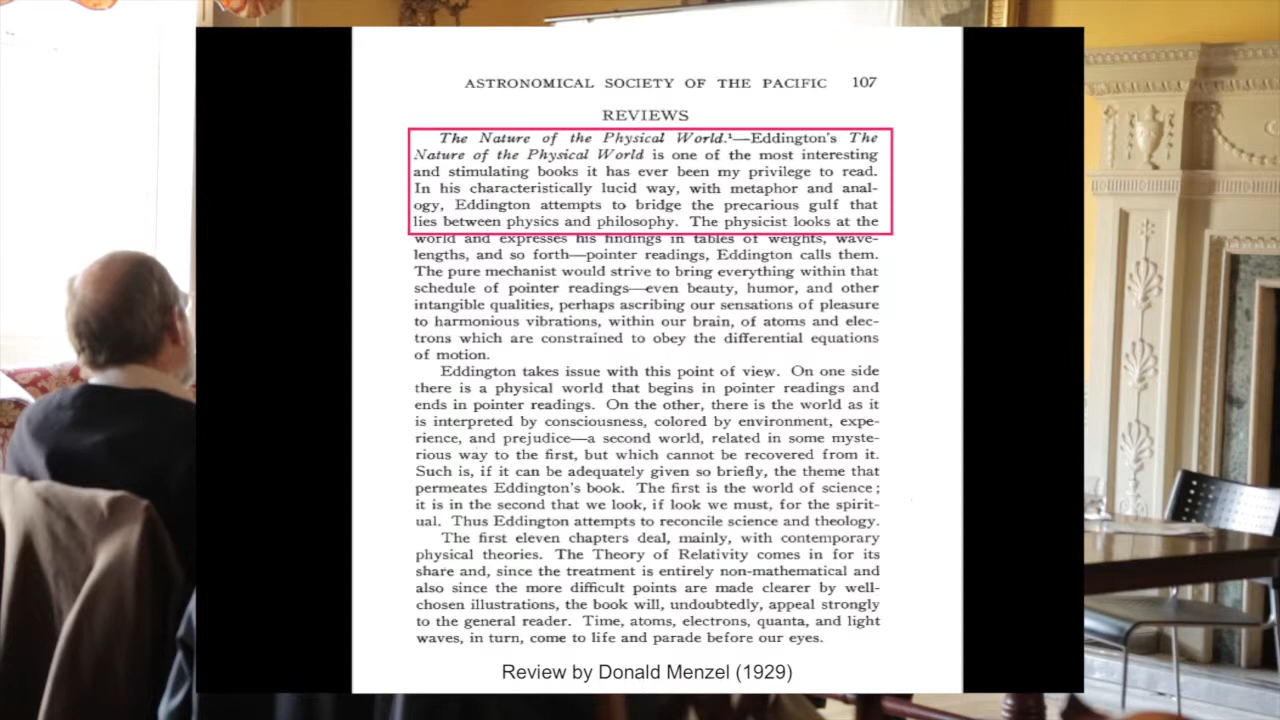 ASTRONOMICAL SOCIETY OF THE PACIFIC 107
REVIEWS
The Nature of the Physical World.¹—Eddington's The
Nature of the Physical World is one of the most interesting
and stimulating books it has ever been my privilege to read.
In his characteristically lucid way, with metaphor and anal-
ogy, Eddington attempts to bridge the precarious gulf that
lies between physics and philosophy. The physicist looks at the
world and expresses his findings in tables of weights, wave-
lengths, and so forth—pointer readings, Eddington calls them.
The pure mechanist would strive to bring everything within that
schedule of pointer readings—even beauty, humor, and other
intangible qualities, perhaps ascribing our sensations of pleasure
to harmonious vibrations, within our brain, of atoms and elec-
trons which are constrained to obey the differential equations
of motion.
Eddington takes issue with this point of view. On one side
there is a physical world that begins in pointer readings and
ends in pointer readings. On the other, there is the world as it
is interpreted by consciousness, colored by environment, expe-
rience, and prejudice—a second world, related in some myste-
rious way to the first, but which cannot be recovered from it.
Such is, if it can be adequately given so briefly, the theme that
permeates Eddington's book. The first is the world of science;
it is in the second that we look, if look we must, for the spirit-
ual. Thus Eddington attempts to reconcile science and theology.
The first eleven chapters deal, mainly, with contemporary
physical theories. The Theory of Relativity comes in for its
share and, since the treatment is entirely non-mathematical and
also since the more difficult points are made clearer by well-
chosen illustrations, the book will, undoubtedly, appeal strongly
to the general reader. Time, atoms, electrons, quanta, and light
waves, in turn, come to life and parade before our eyes.
Review by Donald Menzel (1929)